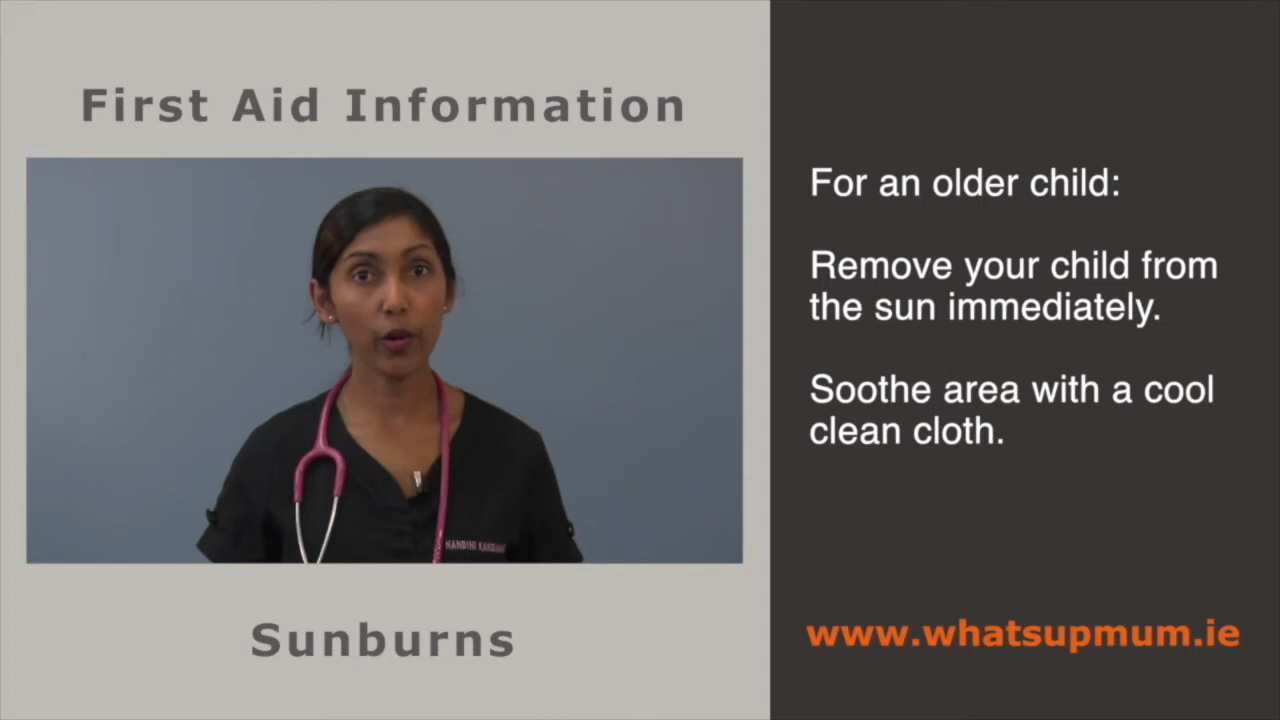 First Aid Information
For an older child:
Remove your child from
the sun immediately.
Soothe area with a cool
clean cloth.
NANDINI
Sunburns
www.whatsupmum.ie